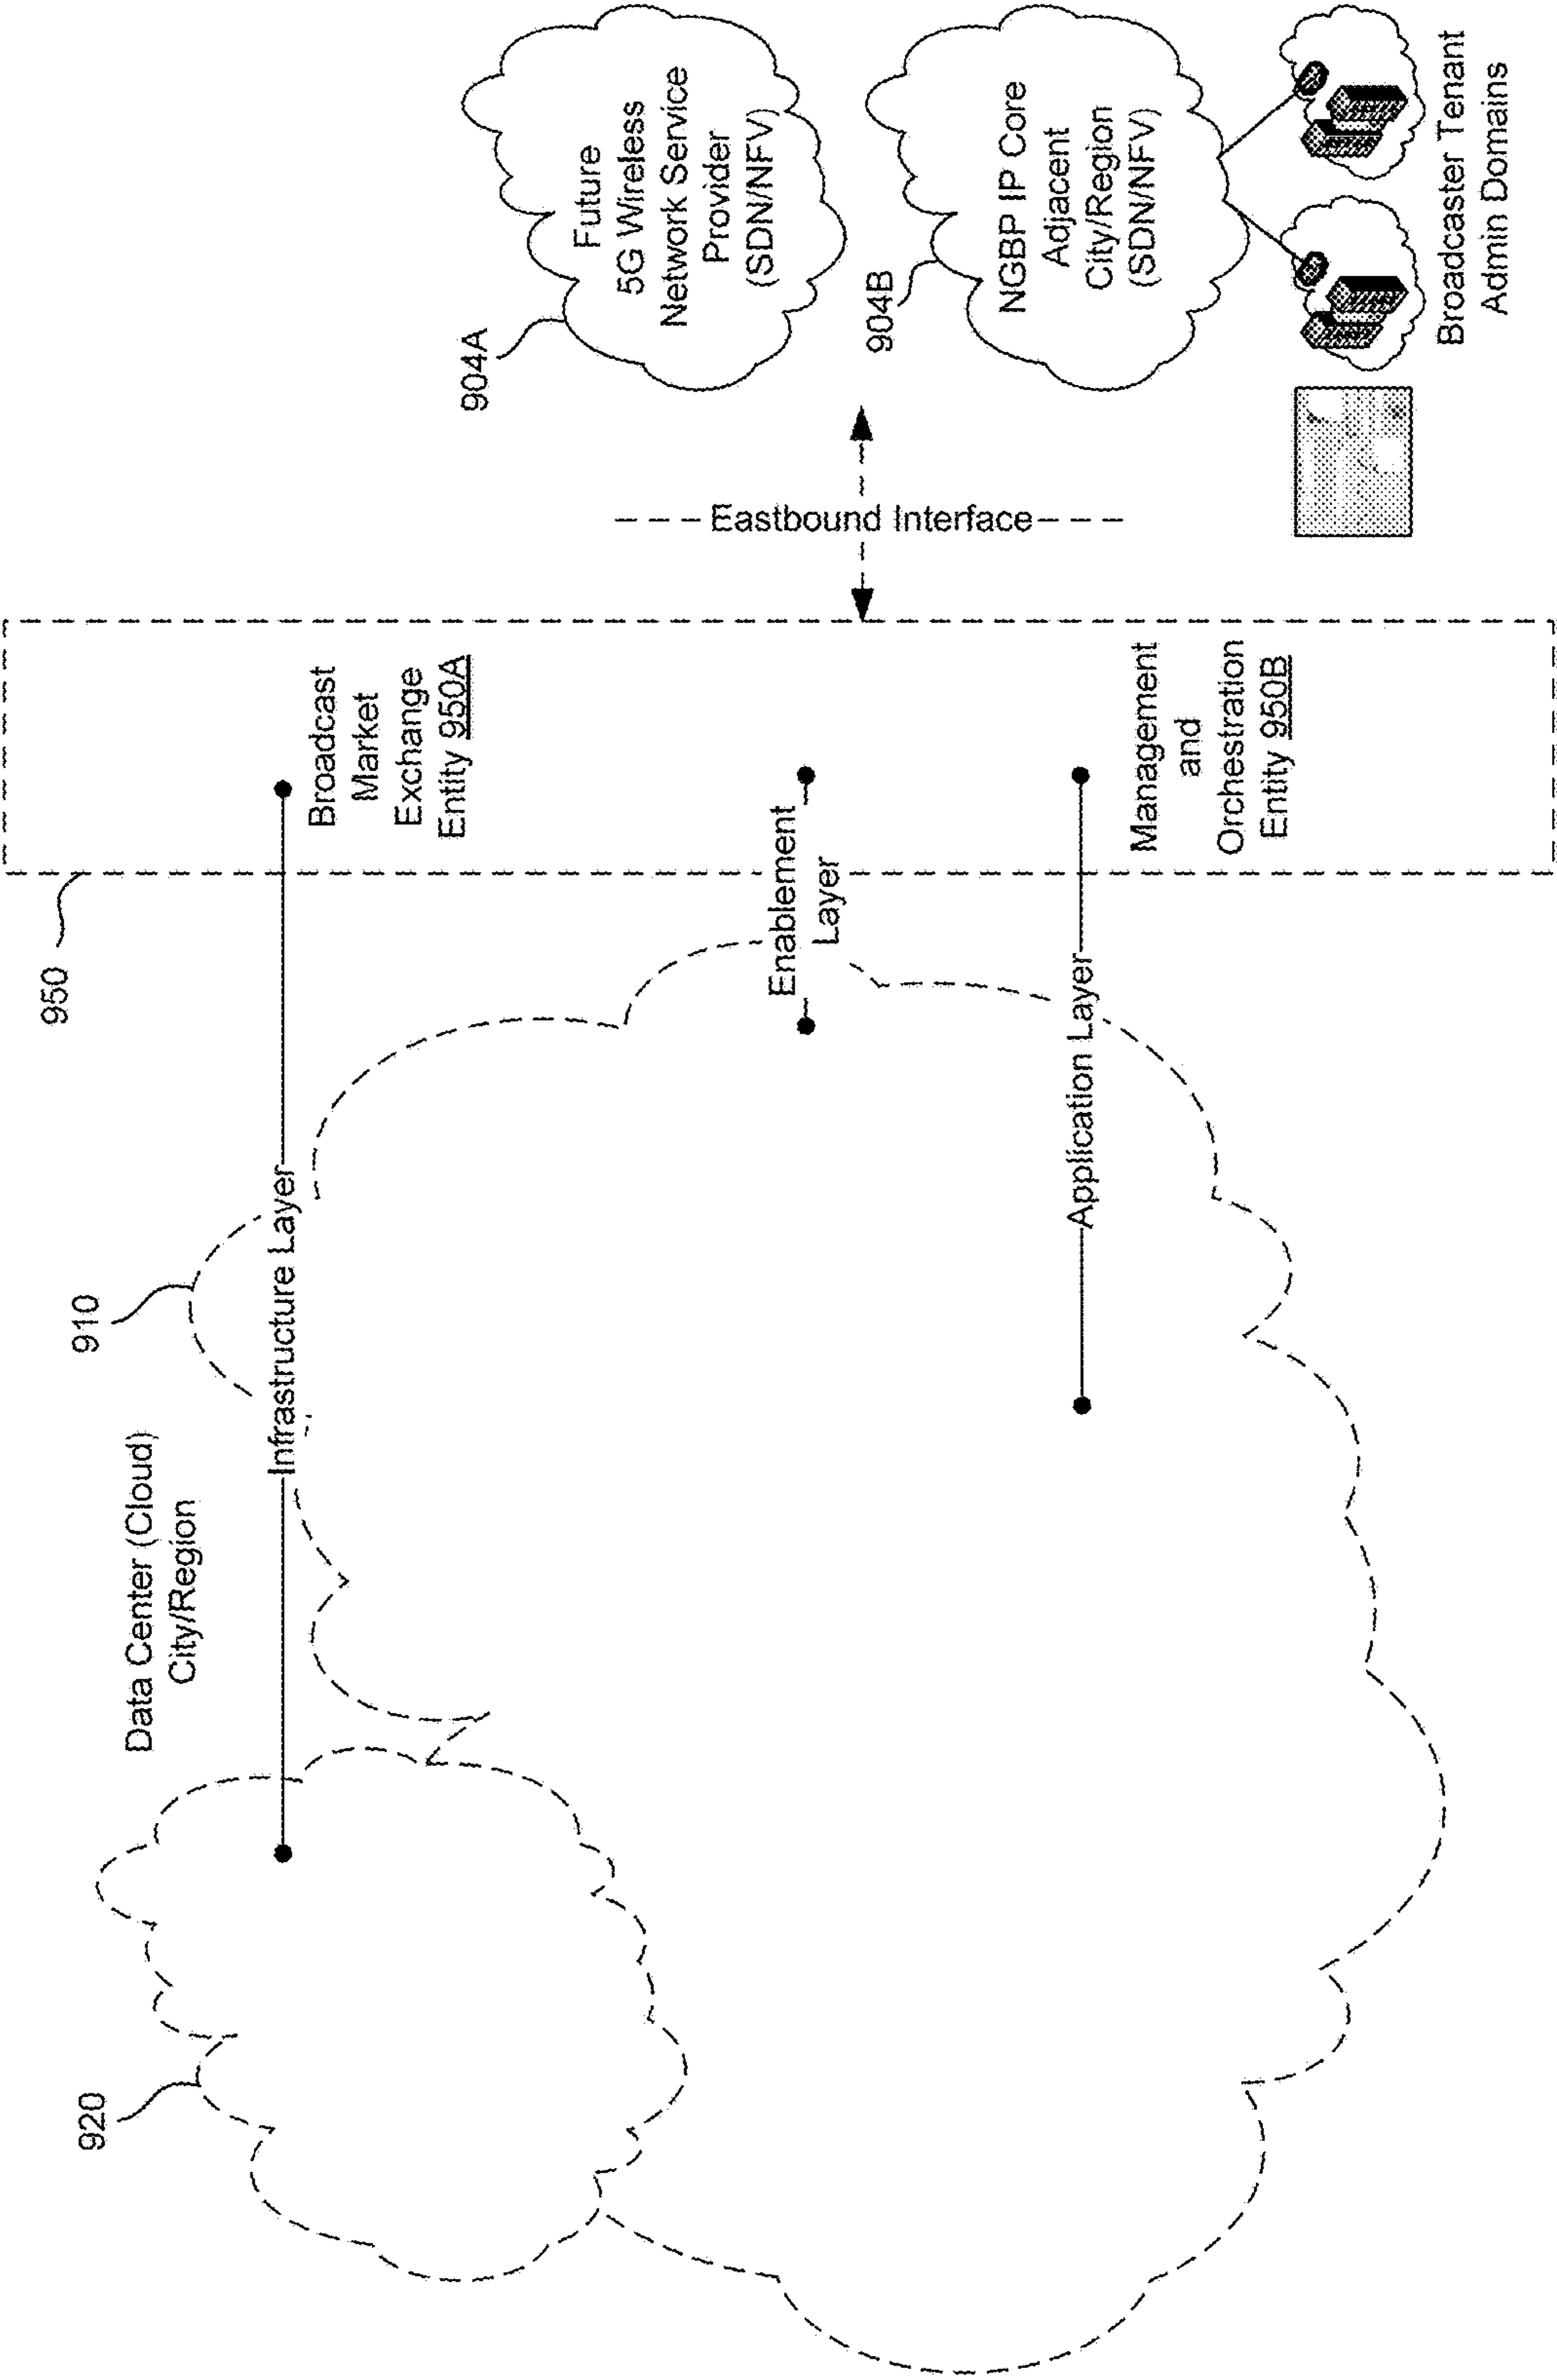 920
Data Center (Cloud)
City/Region
910
950
Infrastructure Layer
Enablement
Layer
Application Layer
Broadcast
Market
Exchange
Entity 950A
Management
and
Orchestration
Entity 950B
Eastbound Interface
904A
Future
5G Wireless
Network Service
Provider
(SDN/NFV)
904B
NGBP IP Core
Adjacent
City/Region
(SDN/NFV)
Broadcaster Tenant
Admin Domains